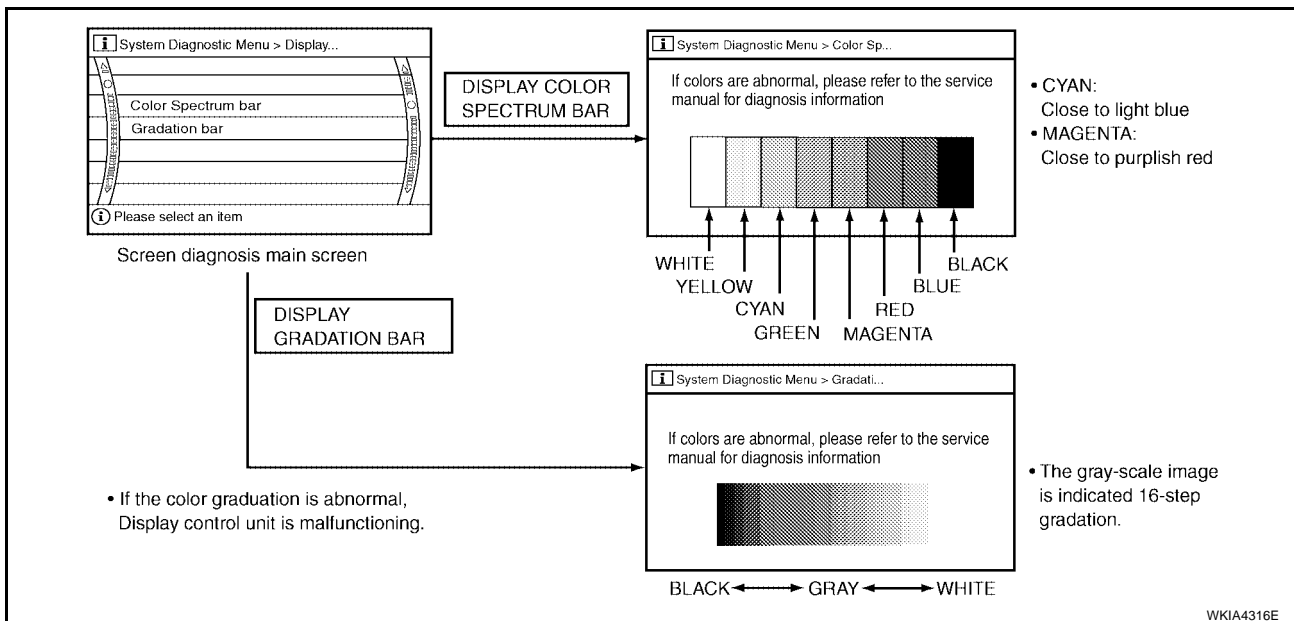 i System Diagnostic Menu > Display...
Color Spectrum bar
Gradation bar
i Please select an item
Screen diagnosis main screen
DISPLAY COLOR
SPECTRUM BAR
i System Diagnostic Menu > Color Sp...
If colors are abnormal, please refer to the service
manual for diagnosis information
WHITE
YELLOW
CYAN
GREEN
MAGENTA
RED
BLUE
BLACK
• CYAN:
Close to light blue
• MAGENTA:
Close to purplish red
DISPLAY
GRADATION BAR
• If the color graduation is abnormal,
Display control unit is malfunctioning.
i System Diagnostic Menu > Gradati...
If colors are abnormal, please refer to the service
manual for diagnosis information
BLACK GRAY WHITE
• The gray-scale image
is indicated 16-step
gradation.
WKIA4316E